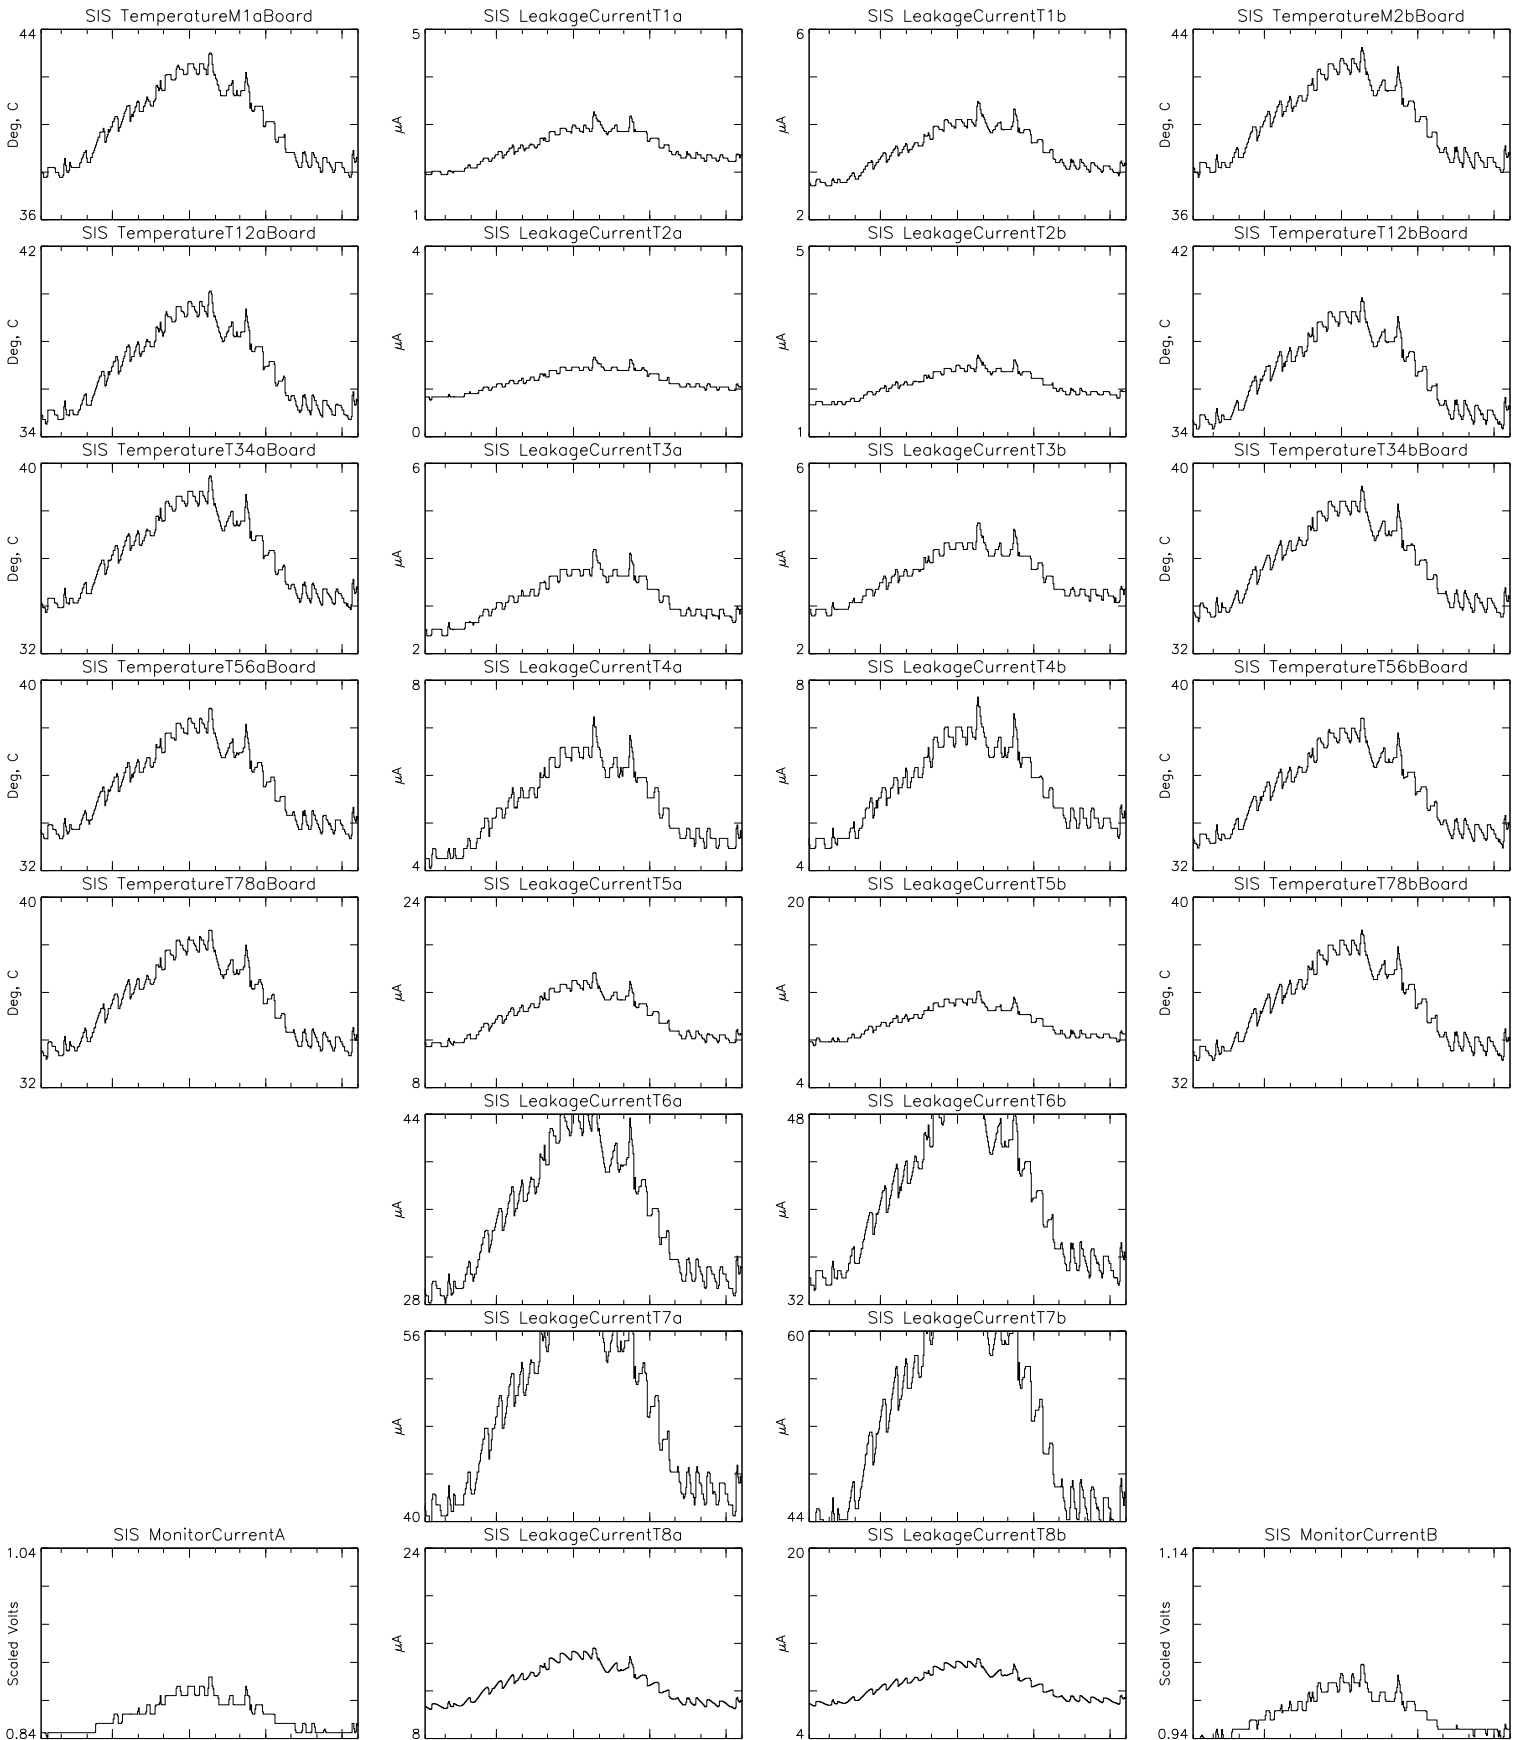 SIS TemperatureM1aBoard
44
Deg, C
36
SIS LeakageCurrentT1a
5
μA
1
SIS LeakageCurrentT1b
6
μA
2
SIS TemperatureM2bBoard
44
Deg, C
36
SIS TemperatureT12aBoard
42
Deg, C
34
SIS LeakageCurrentT2a
4
μA
0
SIS LeakageCurrentT2b
5
μA
1
SIS TemperatureT12bBoard
42
Deg, C
34
SIS TemperatureT34aBoard
40
Deg, C
32
SIS LeakageCurrentT3a
6
μA
2
SIS LeakageCurrentT3b
6
μA
2
SIS TemperatureT34bBoard
40
Deg, C
32
SIS TemperatureT56aBoard
40
Deg, C
32
SIS LeakageCurrentT4a
8
μA
4
SIS LeakageCurrentT4b
8
μA
4
SIS TemperatureT56bBoard
40
Deg, C
32
SIS TemperatureT78aBoard
40
Deg, C
32
SIS LeakageCurrentT5a
24
μA
8
SIS LeakageCurrentT5b
20
μA
4
SIS TemperatureT78bBoard
40
Deg, C
32
SIS LeakageCurrentT6a
44
μA
28
SIS LeakageCurrentT6b
48
μA
32
SIS LeakageCurrentT7a
56
μA
40
SIS LeakageCurrentT7b
60
μA
44
SIS MonitorCurrentA
1.04
Scaled Volts
0.84
SIS LeakageCurrentT8a
24
μA
8
SIS LeakageCurrentT8b
20
μA
4
SIS MonitorCurrentB
1.14
Scaled Volts
0.94